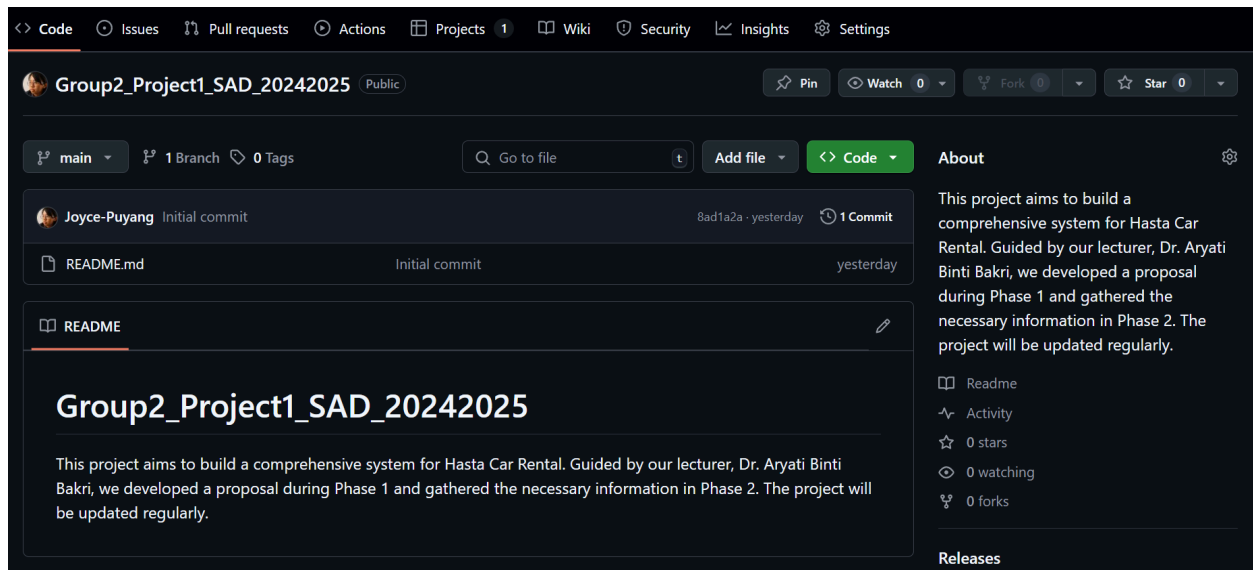 Code Issues Pull requests Actions Projects 1 Wiki Security Insights Settings
Group2_Project1_SAD_20242025 Public Pin Watch 0 Fork 0 Star 0
main 1 Branch 0 Tags Go to file t Add file Code
Joyce-Puyang Initial commit 8ad1a2a · yesterday 1 Commit
README.md Initial commit yesterday
README
Group2_Project1_SAD_20242025
This project aims to build a comprehensive system for Hasta Car Rental. Guided by our lecturer, Dr. Aryati Binti
Bakri, we developed a proposal during Phase 1 and gathered the necessary information in Phase 2. The project will
be updated regularly.
About
This project aims to build a
comprehensive system for Hasta Car
Rental. Guided by our lecturer, Dr. Aryati
Binti Bakri, we developed a proposal
during Phase 1 and gathered the
necessary information in Phase 2. The
project will be updated regularly.
Readme
Activity
0 stars
0 watching
0 forks
Releases